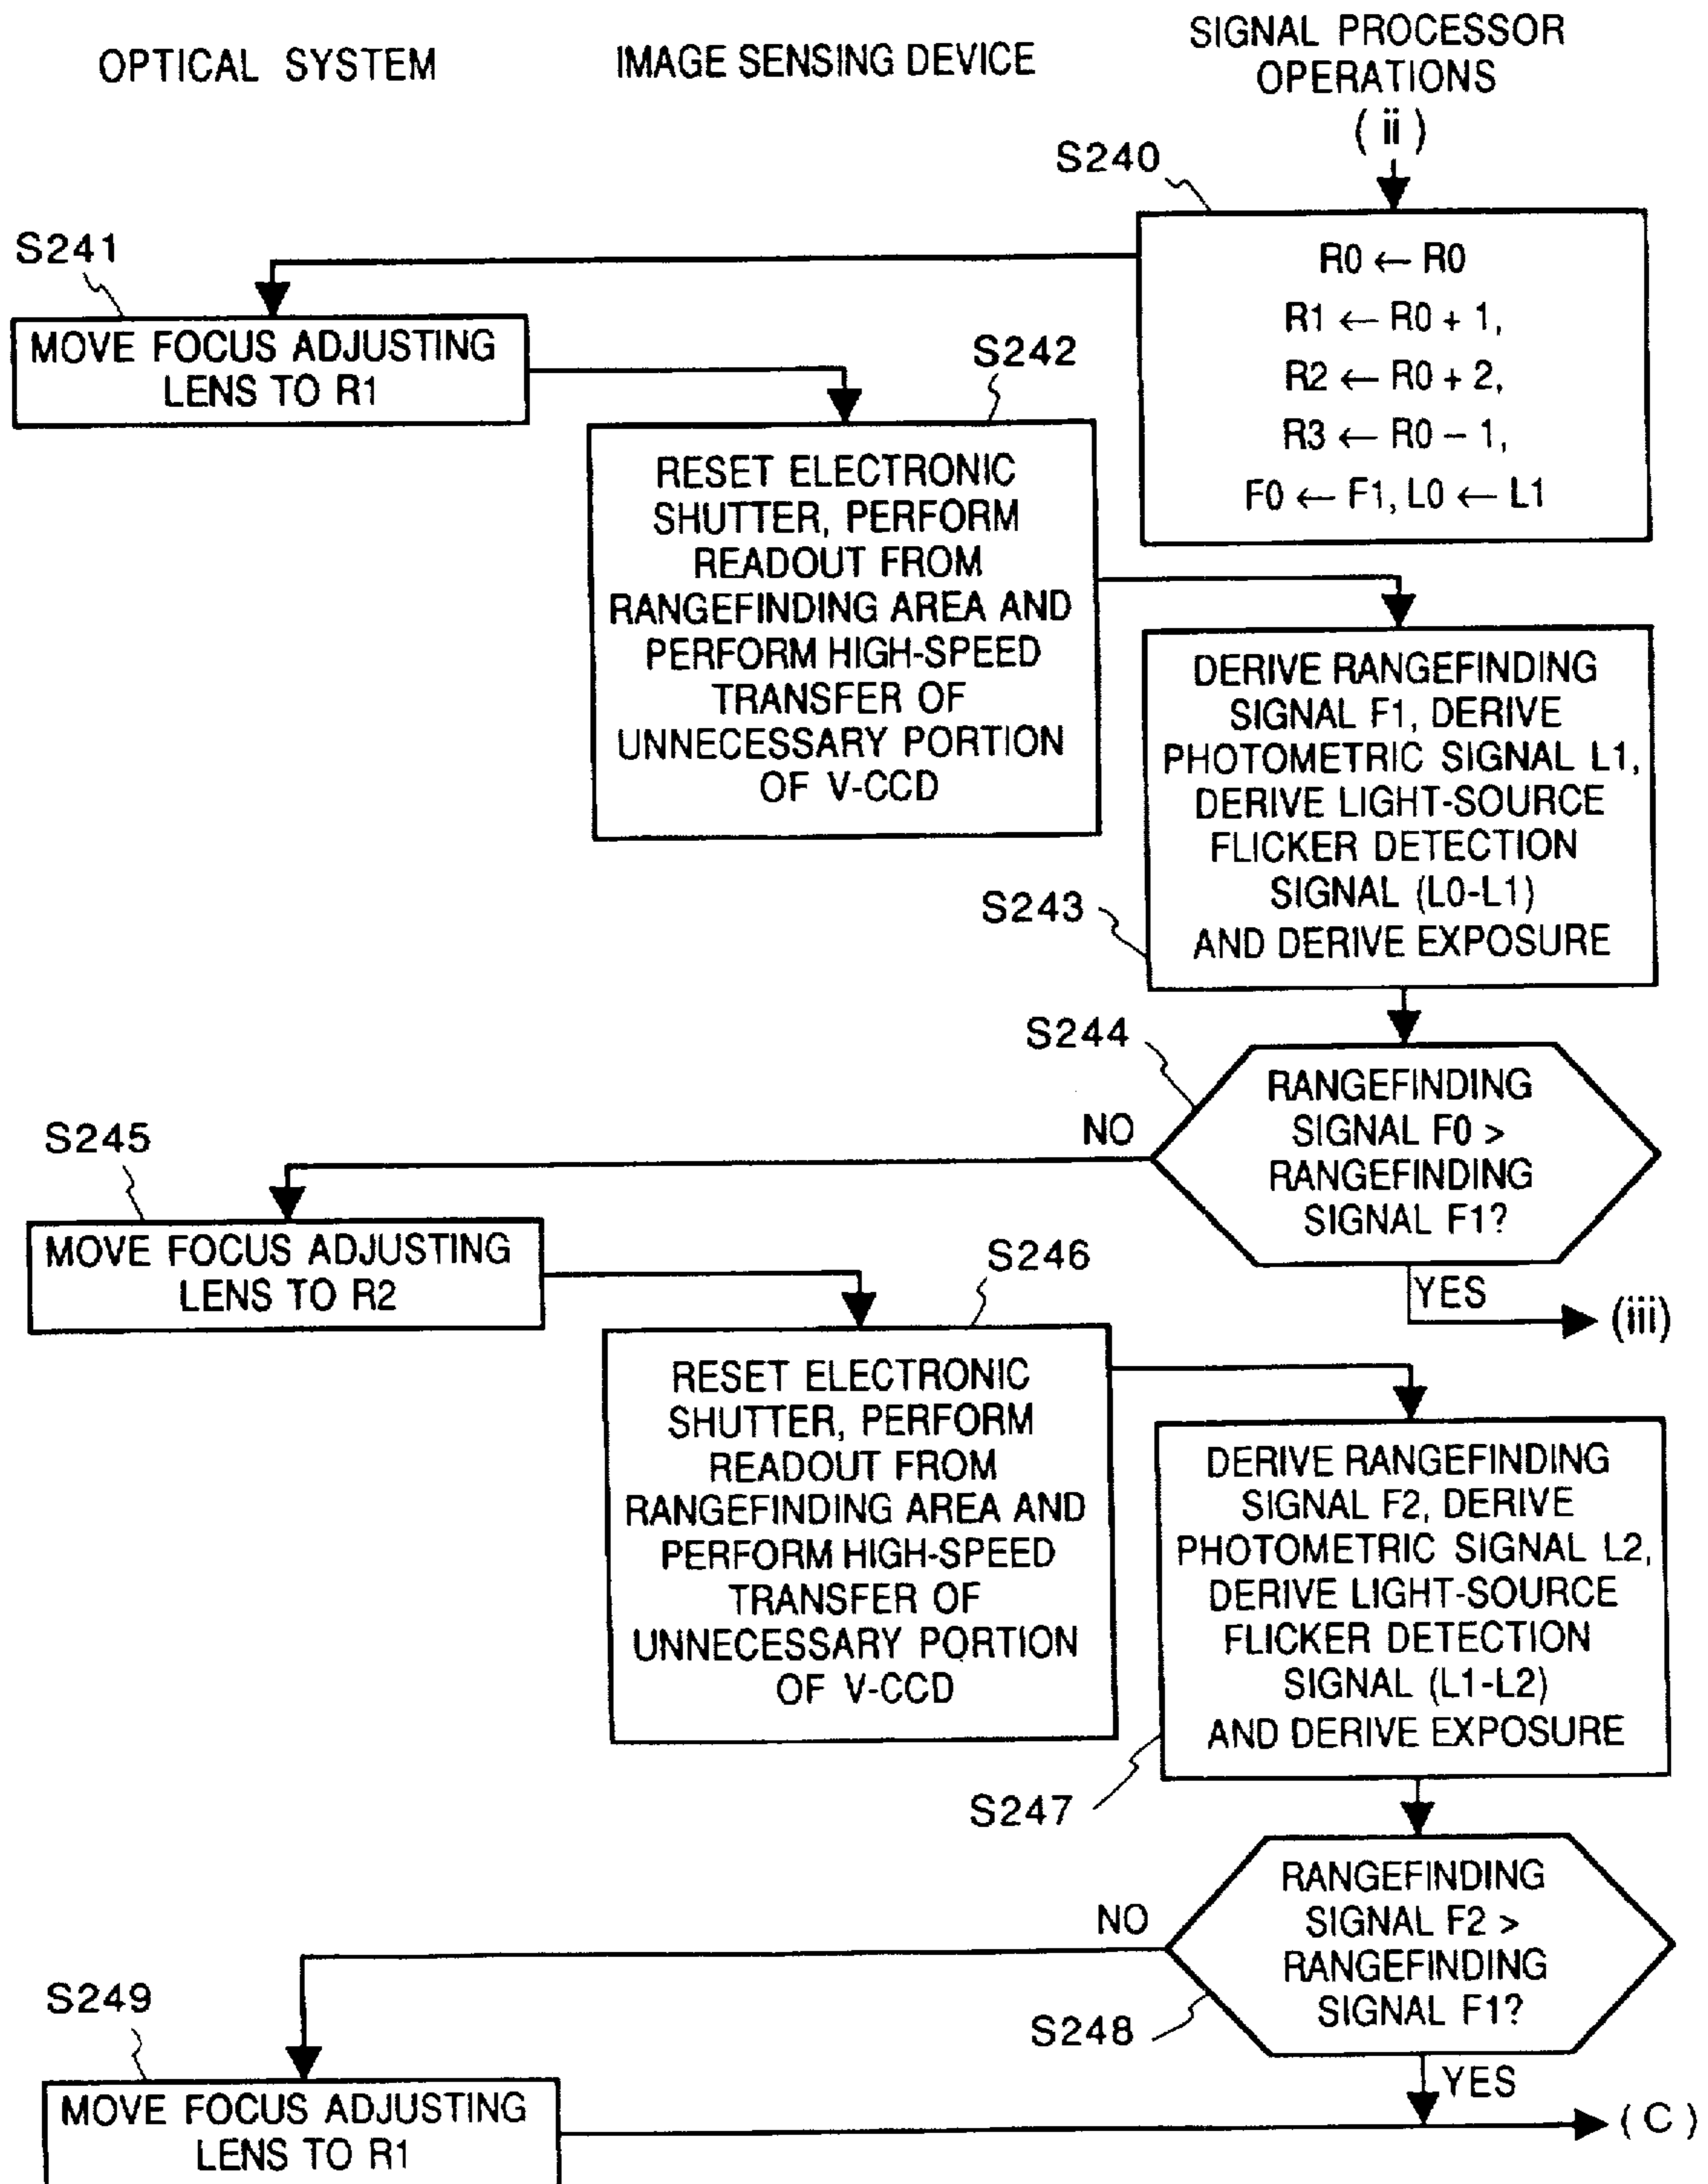 OPTICAL SYSTEM
IMAGE SENSING DEVICE
SIGNAL PROCESSOR
OPERATIONS
( ii )
S240
R0 ← R0
R1 ← R0 + 1,
R2 ← R0 + 2,
R3 ← R0 − 1,
F0 ← F1, L0 ← L1
S241
MOVE FOCUS ADJUSTING
LENS TO R1
S242
RESET ELECTRONIC
SHUTTER, PERFORM
READOUT FROM
RANGEFINDING AREA AND
PERFORM HIGH-SPEED
TRANSFER OF
UNNECESSARY PORTION
OF V-CCD
DERIVE RANGEFINDING
SIGNAL F1, DERIVE
PHOTOMETRIC SIGNAL L1,
DERIVE LIGHT-SOURCE
FLICKER DETECTION
SIGNAL (L0-L1)
AND DERIVE EXPOSURE
S243
S244
RANGEFINDING
SIGNAL F0 >
RANGEFINDING
SIGNAL F1?
NO
YES
(iii)
S245
MOVE FOCUS ADJUSTING
LENS TO R2
S246
RESET ELECTRONIC
SHUTTER, PERFORM
READOUT FROM
RANGEFINDING AREA AND
PERFORM HIGH-SPEED
TRANSFER OF
UNNECESSARY PORTION
OF V-CCD
DERIVE RANGEFINDING
SIGNAL F2, DERIVE
PHOTOMETRIC SIGNAL L2,
DERIVE LIGHT-SOURCE
FLICKER DETECTION
SIGNAL (L1-L2)
AND DERIVE EXPOSURE
S247
RANGEFINDING
SIGNAL F2 >
RANGEFINDING
SIGNAL F1?
NO
S248
YES
( C )
S249
MOVE FOCUS ADJUSTING
LENS TO R1